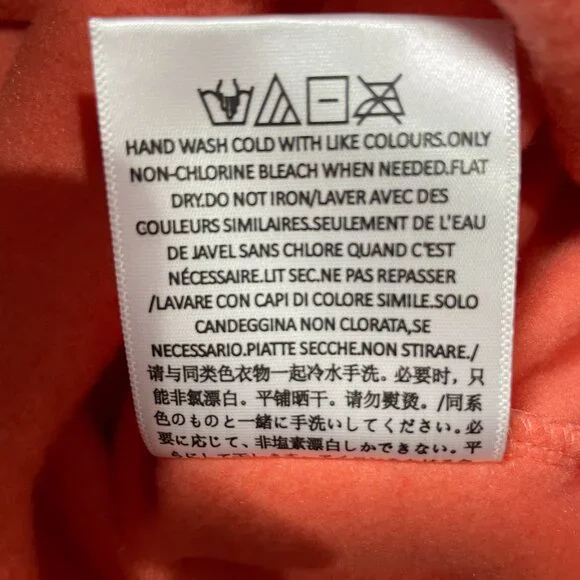 HAND WASH COLD WITH LIKE COLOURS.ONLY
NON-CHLORINE BLEACH WHEN NEEDED.FLAT
DRY.DO NOT IRON/LAVER AVEC DES
COULEURS SIMILAIRES.SEULEMENT DE L'EAU
DE JAVEL SANS CHLORE QUAND C'EST
NÉCESSAIRE.LIT SEC.NE PAS REPASSER
/LAVARE CON CAPI DI COLORE SIMILE.SOLO
CANDEGGINA NON CLORATA,SE
NECESSARIO.PIATTE SECCHE.NON STIRARE./
请与同类色衣物一起冷水手洗。必要时，只
能非氯漂白。平铺晒干。请勿熨烫。/同系
色のものと一緒に手洗いしてください。必
要に応じて、非塩素漂白しかできない。平